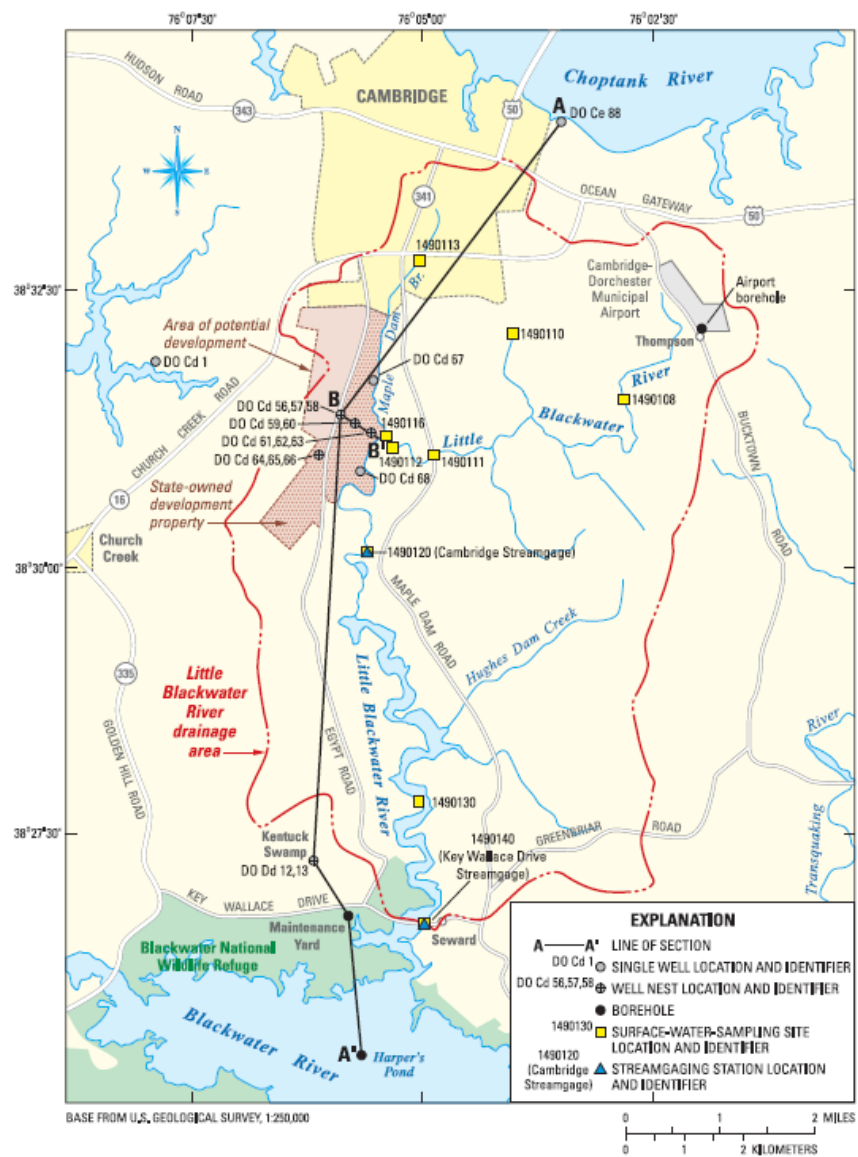 76°07'30"
76°05'00"
76°02'30"
HUDSON ROAD
343
CAMBRIDGE
50
Choptank River
A
DO Ce 88
N
W
E
S
341
OCEAN GATEWAY
50
1490113
38°32'30"
Br.
Dam
Maple
Cambridge-
Dorchester
Municipal
Airport
Airport
borehole
Thompson
Area of potential
development
1490110
DO Cd 1
DO Cd 67
CHURCH CREEK ROAD
B
DO Cd 56,57,58
DO Cd 59,60
DO Cd 61,62,63
DO Cd 64,65,66
1490116
B'
1490112
Little
Blackwater
River
1490111
1490108
BUCKTOWN ROAD
DO Cd 68
16
State-owned
development
property
Church
Creek
1490120 (Cambridge Streamgage)
38°30'00"
MAPLE DAM ROAD
Hughes Dam Creek
335
GOLDEN HILL ROAD
Little
Blackwater
River
drainage
area
EGYPT ROAD
Little Blackwater River
River
Transquaking
1490130
38°27'30"
Kentuck
Swamp
DO Dd 12,13
1490140
(Key Wallace Drive
Streamgage)
GREENBRIAR ROAD
KEY WALLACE DRIVE
Maintenance
Yard
Seward
Blackwater National
Wildlife Refuge
Blackwater River
A'
Harper's
Pond
EXPLANATION
A A' LINE OF SECTION
DO Cd 1 SINGLE WELL LOCATION AND IDENTIFIER
DO Cd 56,57,58 WELL NEST LOCATION AND IDENTIFIER
BOREHOLE
1490130 SURFACE-WATER-SAMPLING SITE
LOCATION AND IDENTIFIER
1490120
(Cambridge
Streamgage)
STREAMGAGING STATION LOCATION
AND IDENTIFIER
BASE FROM U.S. GEOLOGICAL SURVEY, 1:250,000
0 1 2 MILES
0 1 2 KILOMETERS